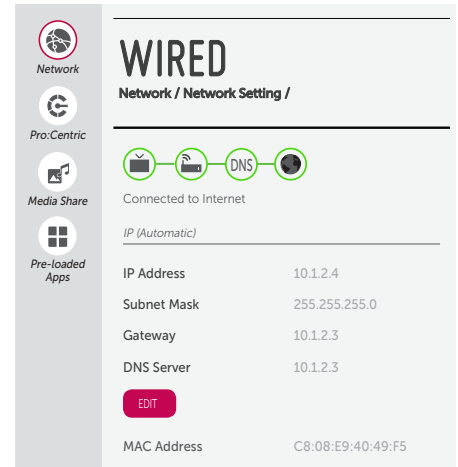 Network
Pro:Centric
Media Share
Pre-loaded
Apps
WIRED
Network / Network Setting /
DNS
Connected to Internet
IP (Automatic)
IP Address 10.1.2.4
Subnet Mask 255.255.255.0
Gateway 10.1.2.3
DNS Server 10.1.2.3
EDIT
MAC Address C8:08:E9:40:49:F5